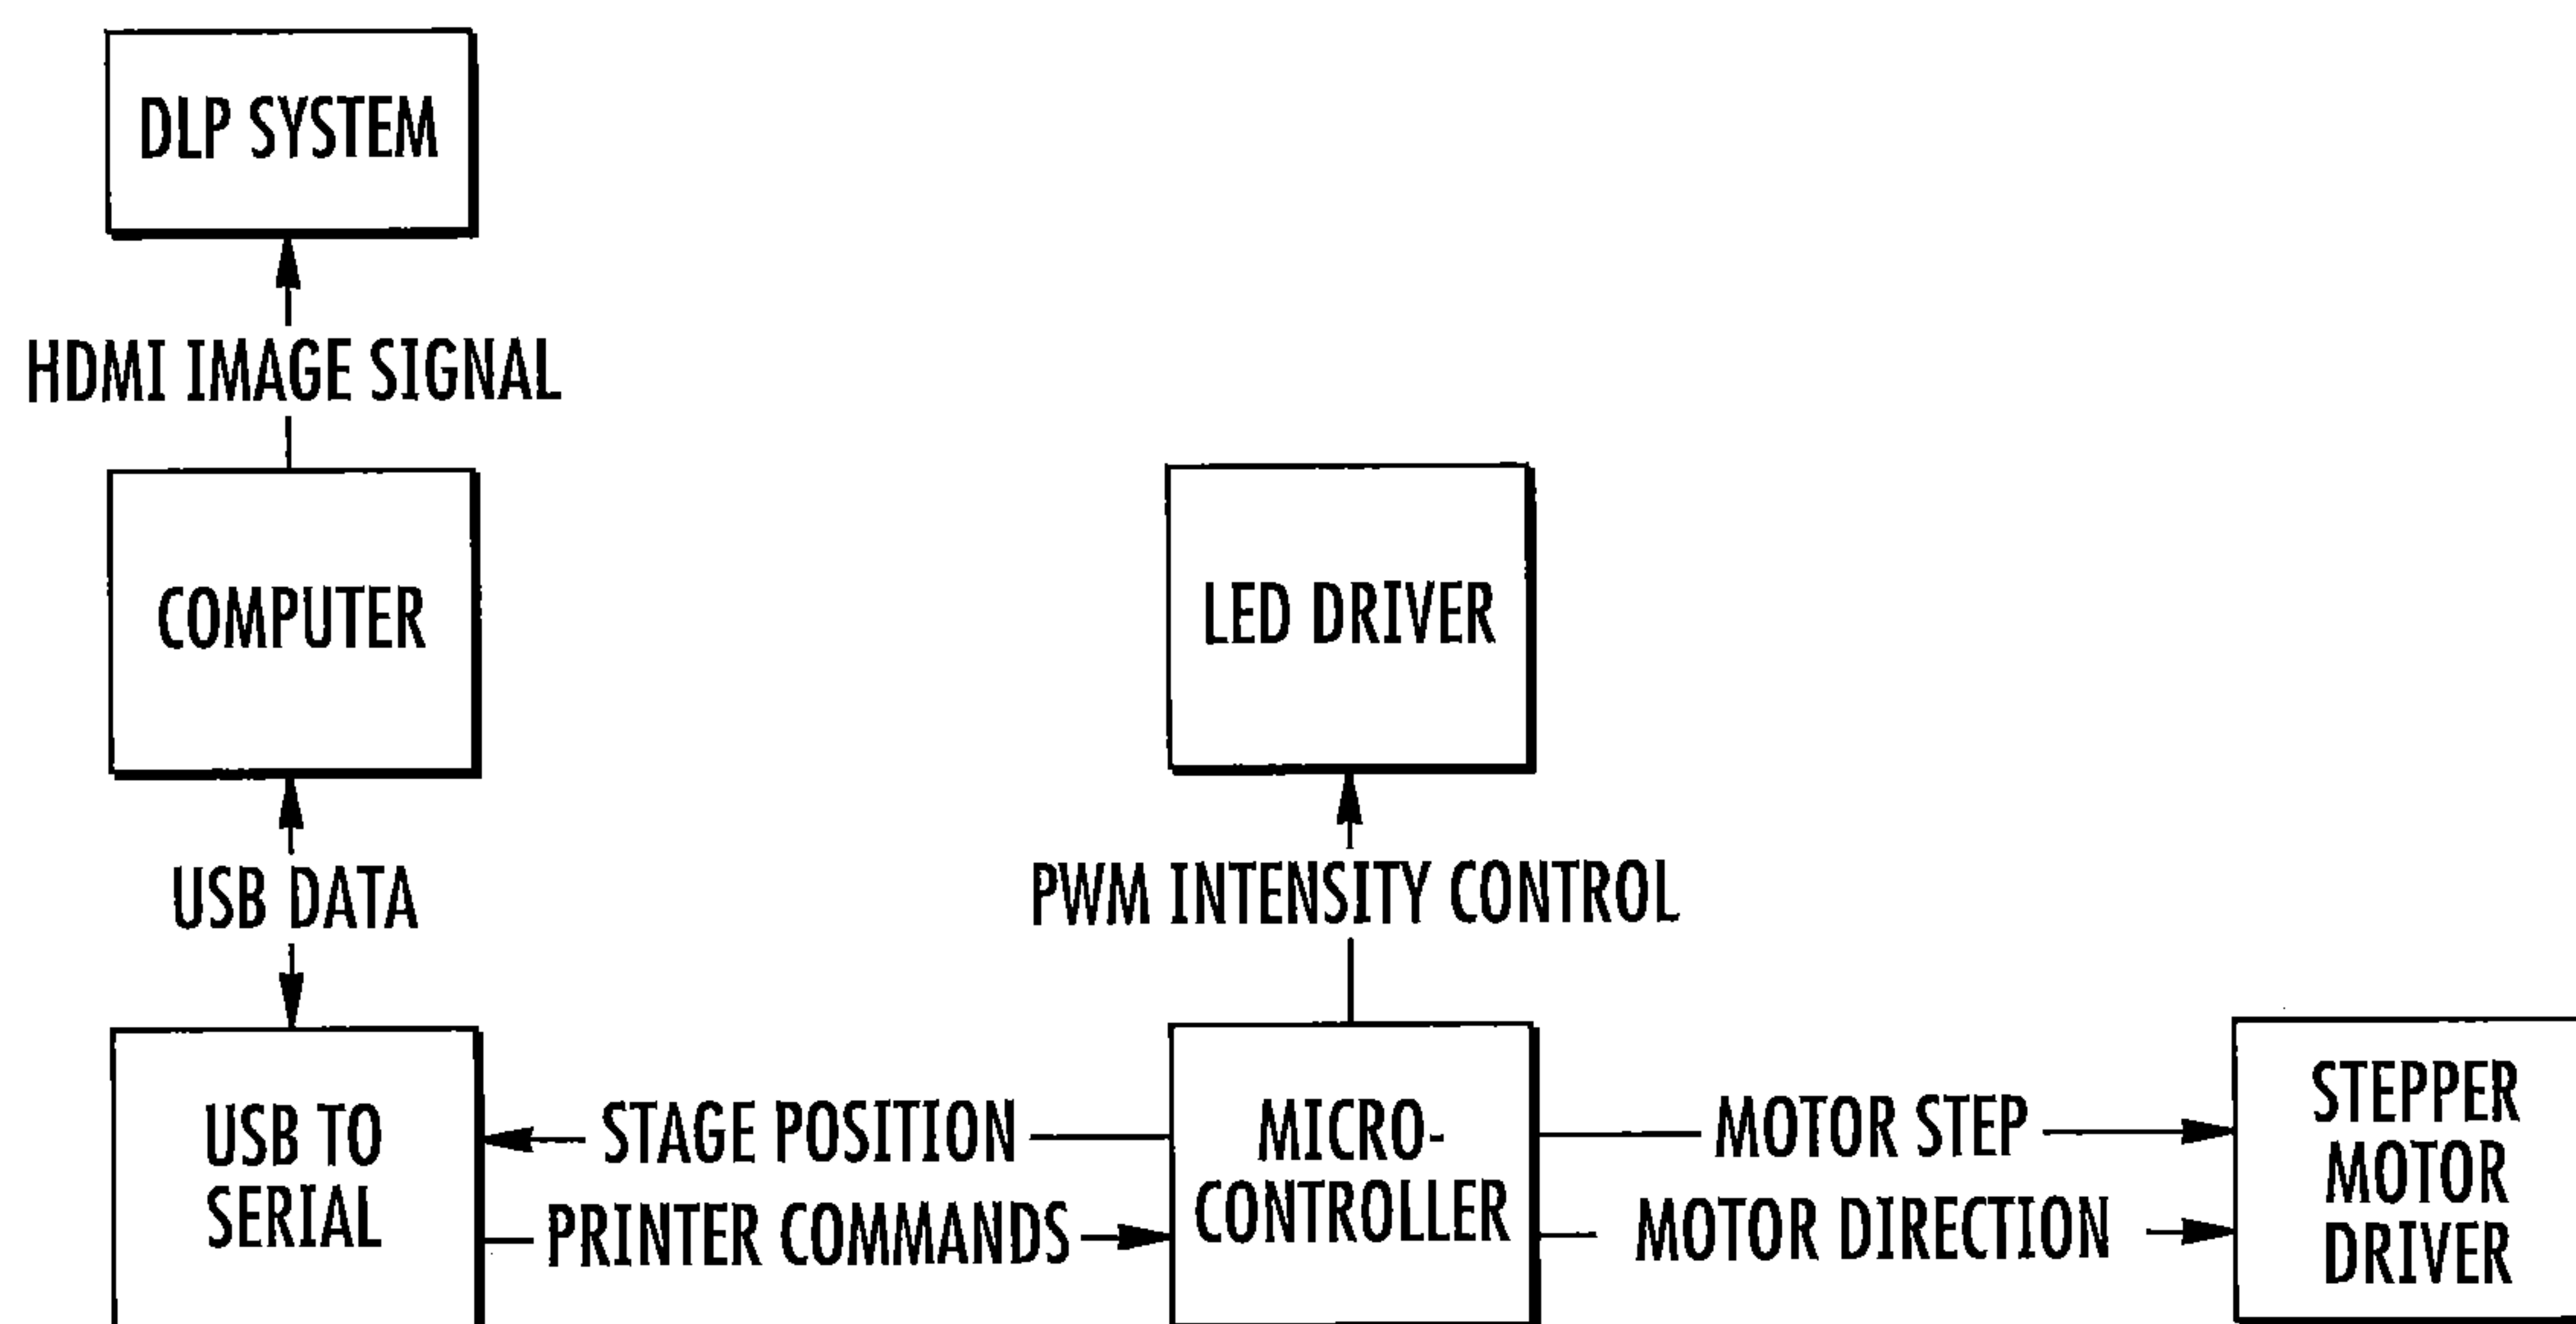 DLP SYSTEM
HDMI IMAGE SIGNAL
COMPUTER
LED DRIVER
USB DATA
PWM INTENSITY CONTROL
USB TO
SERIAL
STAGE POSITION
PRINTER COMMANDS
MICRO-
CONTROLLER
MOTOR STEP
MOTOR DIRECTION
STEPPER
MOTOR
DRIVER